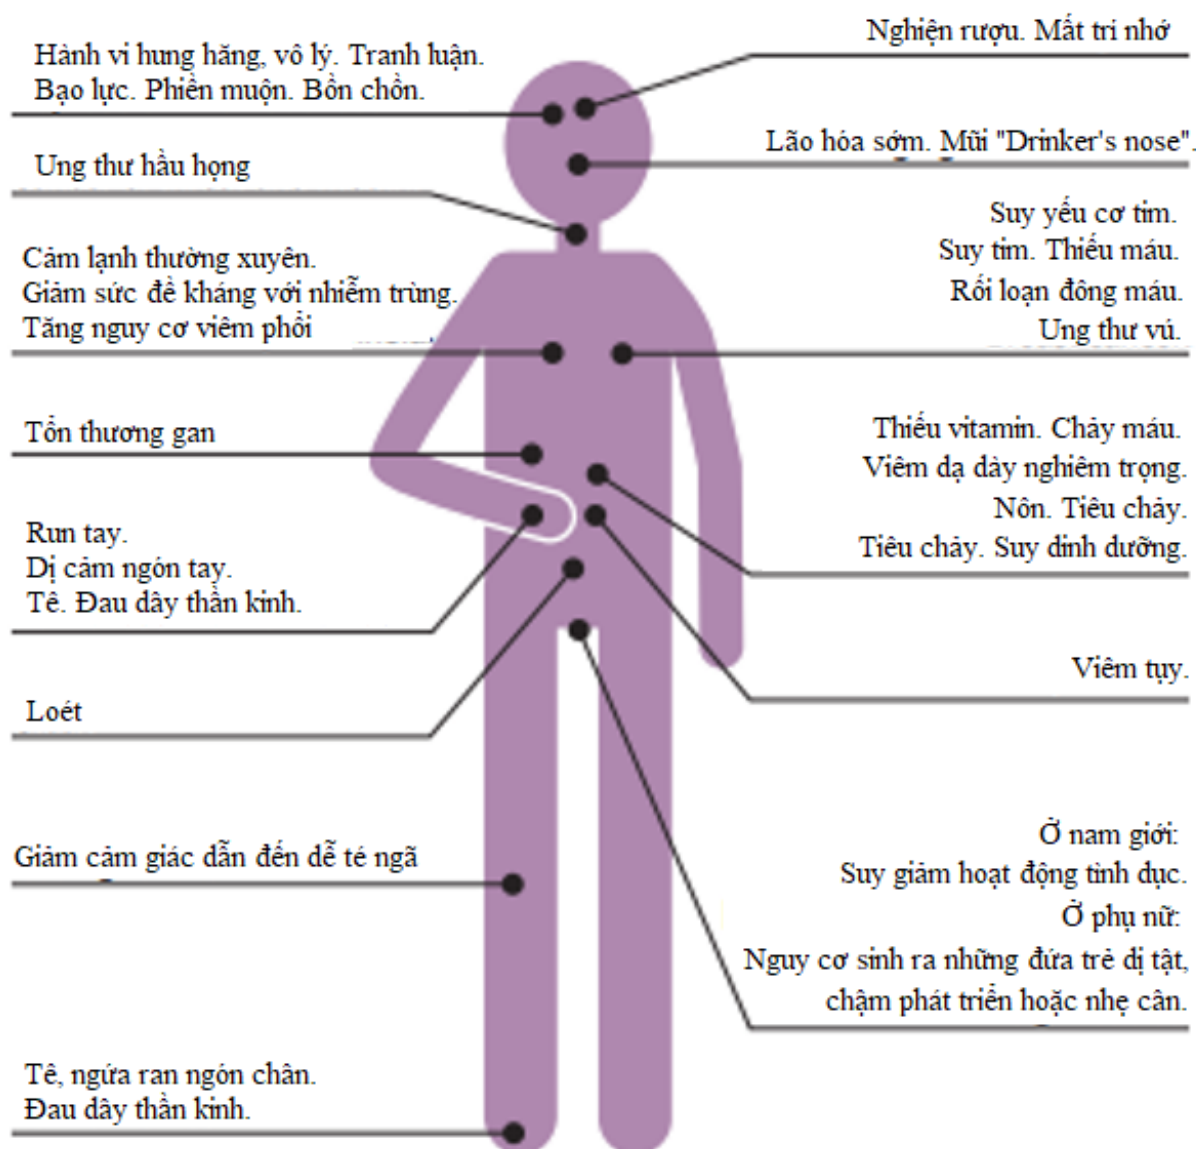 Hành vi hung hăng, vô lý. Tranh luận.
Bạo lực. Phiền muộn. Bồn chồn.
Ung thư hầu họng
Cảm lạnh thường xuyên.
Giảm sức đề kháng với nhiễm trùng.
Tăng nguy cơ viêm phổi
Tổn thương gan
Run tay.
Dị cảm ngón tay.
Tê. Đau dây thần kinh.
Loét
Giảm cảm giác dẫn đến dễ té ngã
Tê, ngứa ran ngón chân.
Đau dây thần kinh.
Nghiện rượu. Mất trí nhớ
Lão hóa sớm. Mũi "Drinker's nose".
Suy yếu cơ tim.
Suy tim. Thiếu máu.
Rối loạn đông máu.
Ung thư vú.
Thiếu vitamin. Chảy máu.
Viêm dạ dày nghiêm trọng.
Nôn. Tiêu chảy.
Tiêu chảy. Suy dinh dưỡng.
Viêm tụy.
Ở nam giới:
Suy giảm hoạt động tình dục.
Ở phụ nữ:
Nguy cơ sinh ra những đứa trẻ dị tật,
chậm phát triển hoặc nhẹ cân.